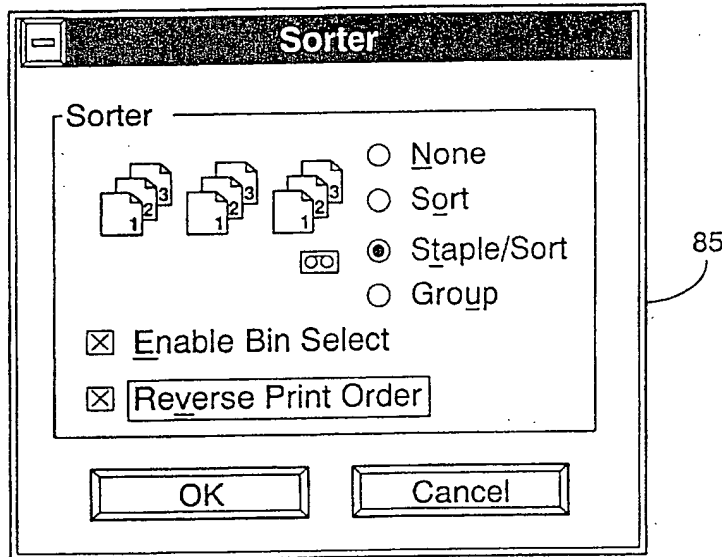 Sorter
Sorter
None
3 3 3
2 2 2
1 1 1
Sort
Staple/Sort
85
Group
Enable Bin Select
Reverse Print Order
OK Cancel